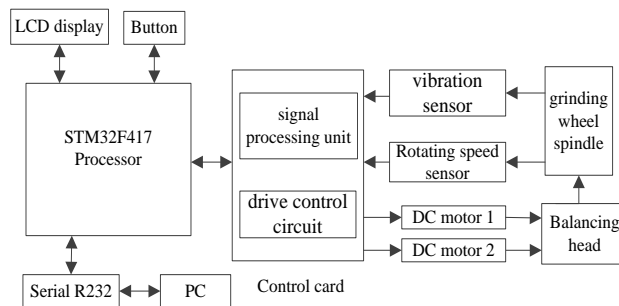 LCD display
Button
STM32F417
Processor
signal
processing unit
drive control
circuit
vibration
sensor
Rotating speed
sensor
DC motor 1
DC motor 2
grinding
wheel
spindle
Balancing
head
Serial R232
PC
Control card